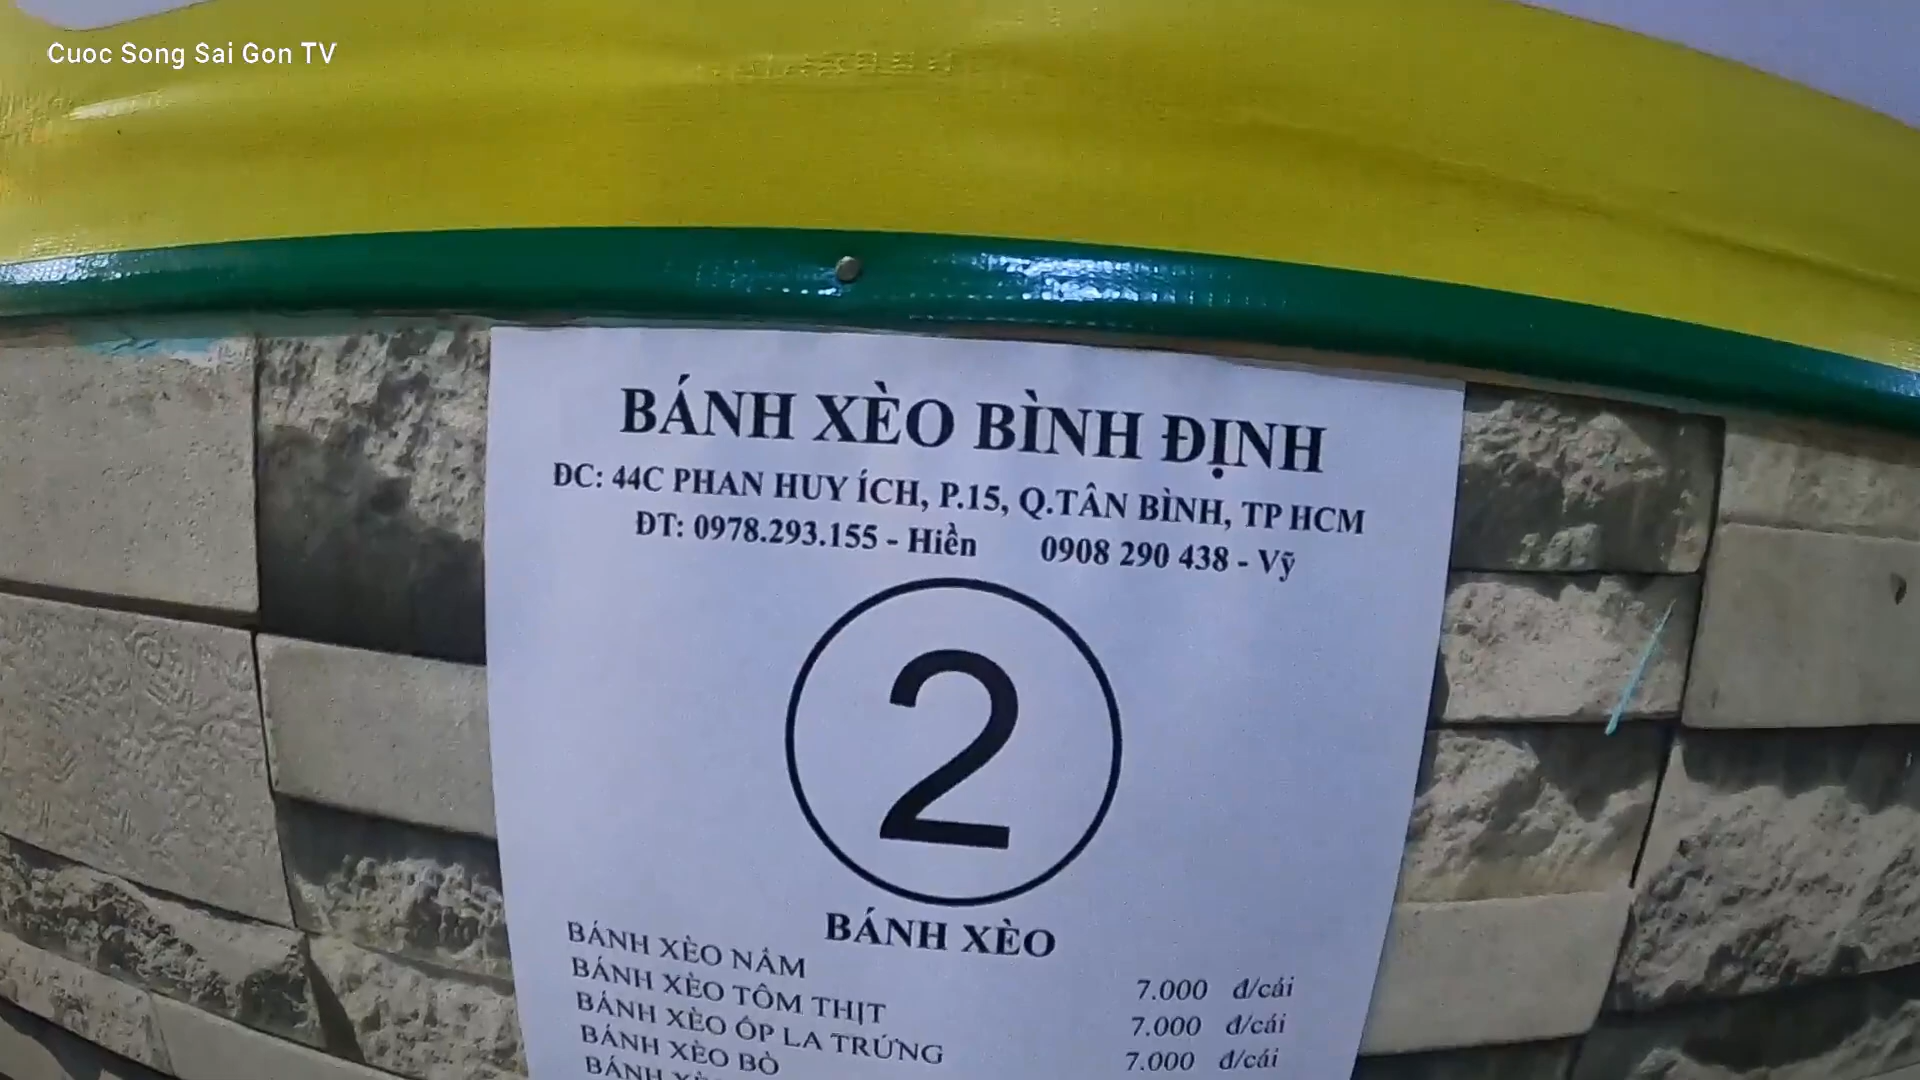 Cuoc Song Sai Gon TV
BÁNH XÈO BÌNH ĐỊNH
ĐC: 44C PHAN HUY ÍCH, P.15, Q.TÂN BÌNH, TP HCM
ĐT: 0978.293.155 - Hiền 0908 290 438 - Vỹ
2
BÁNH XÈO
BÁNH XÈO NẤM 7.000 đ/cái
BÁNH XÈO TÔM THỊT 7.000 đ/cái
BÁNH XÈO ỐP LA TRỨNG 7.000 đ/cái
BÁNH XÈO BÒ
BÁNH